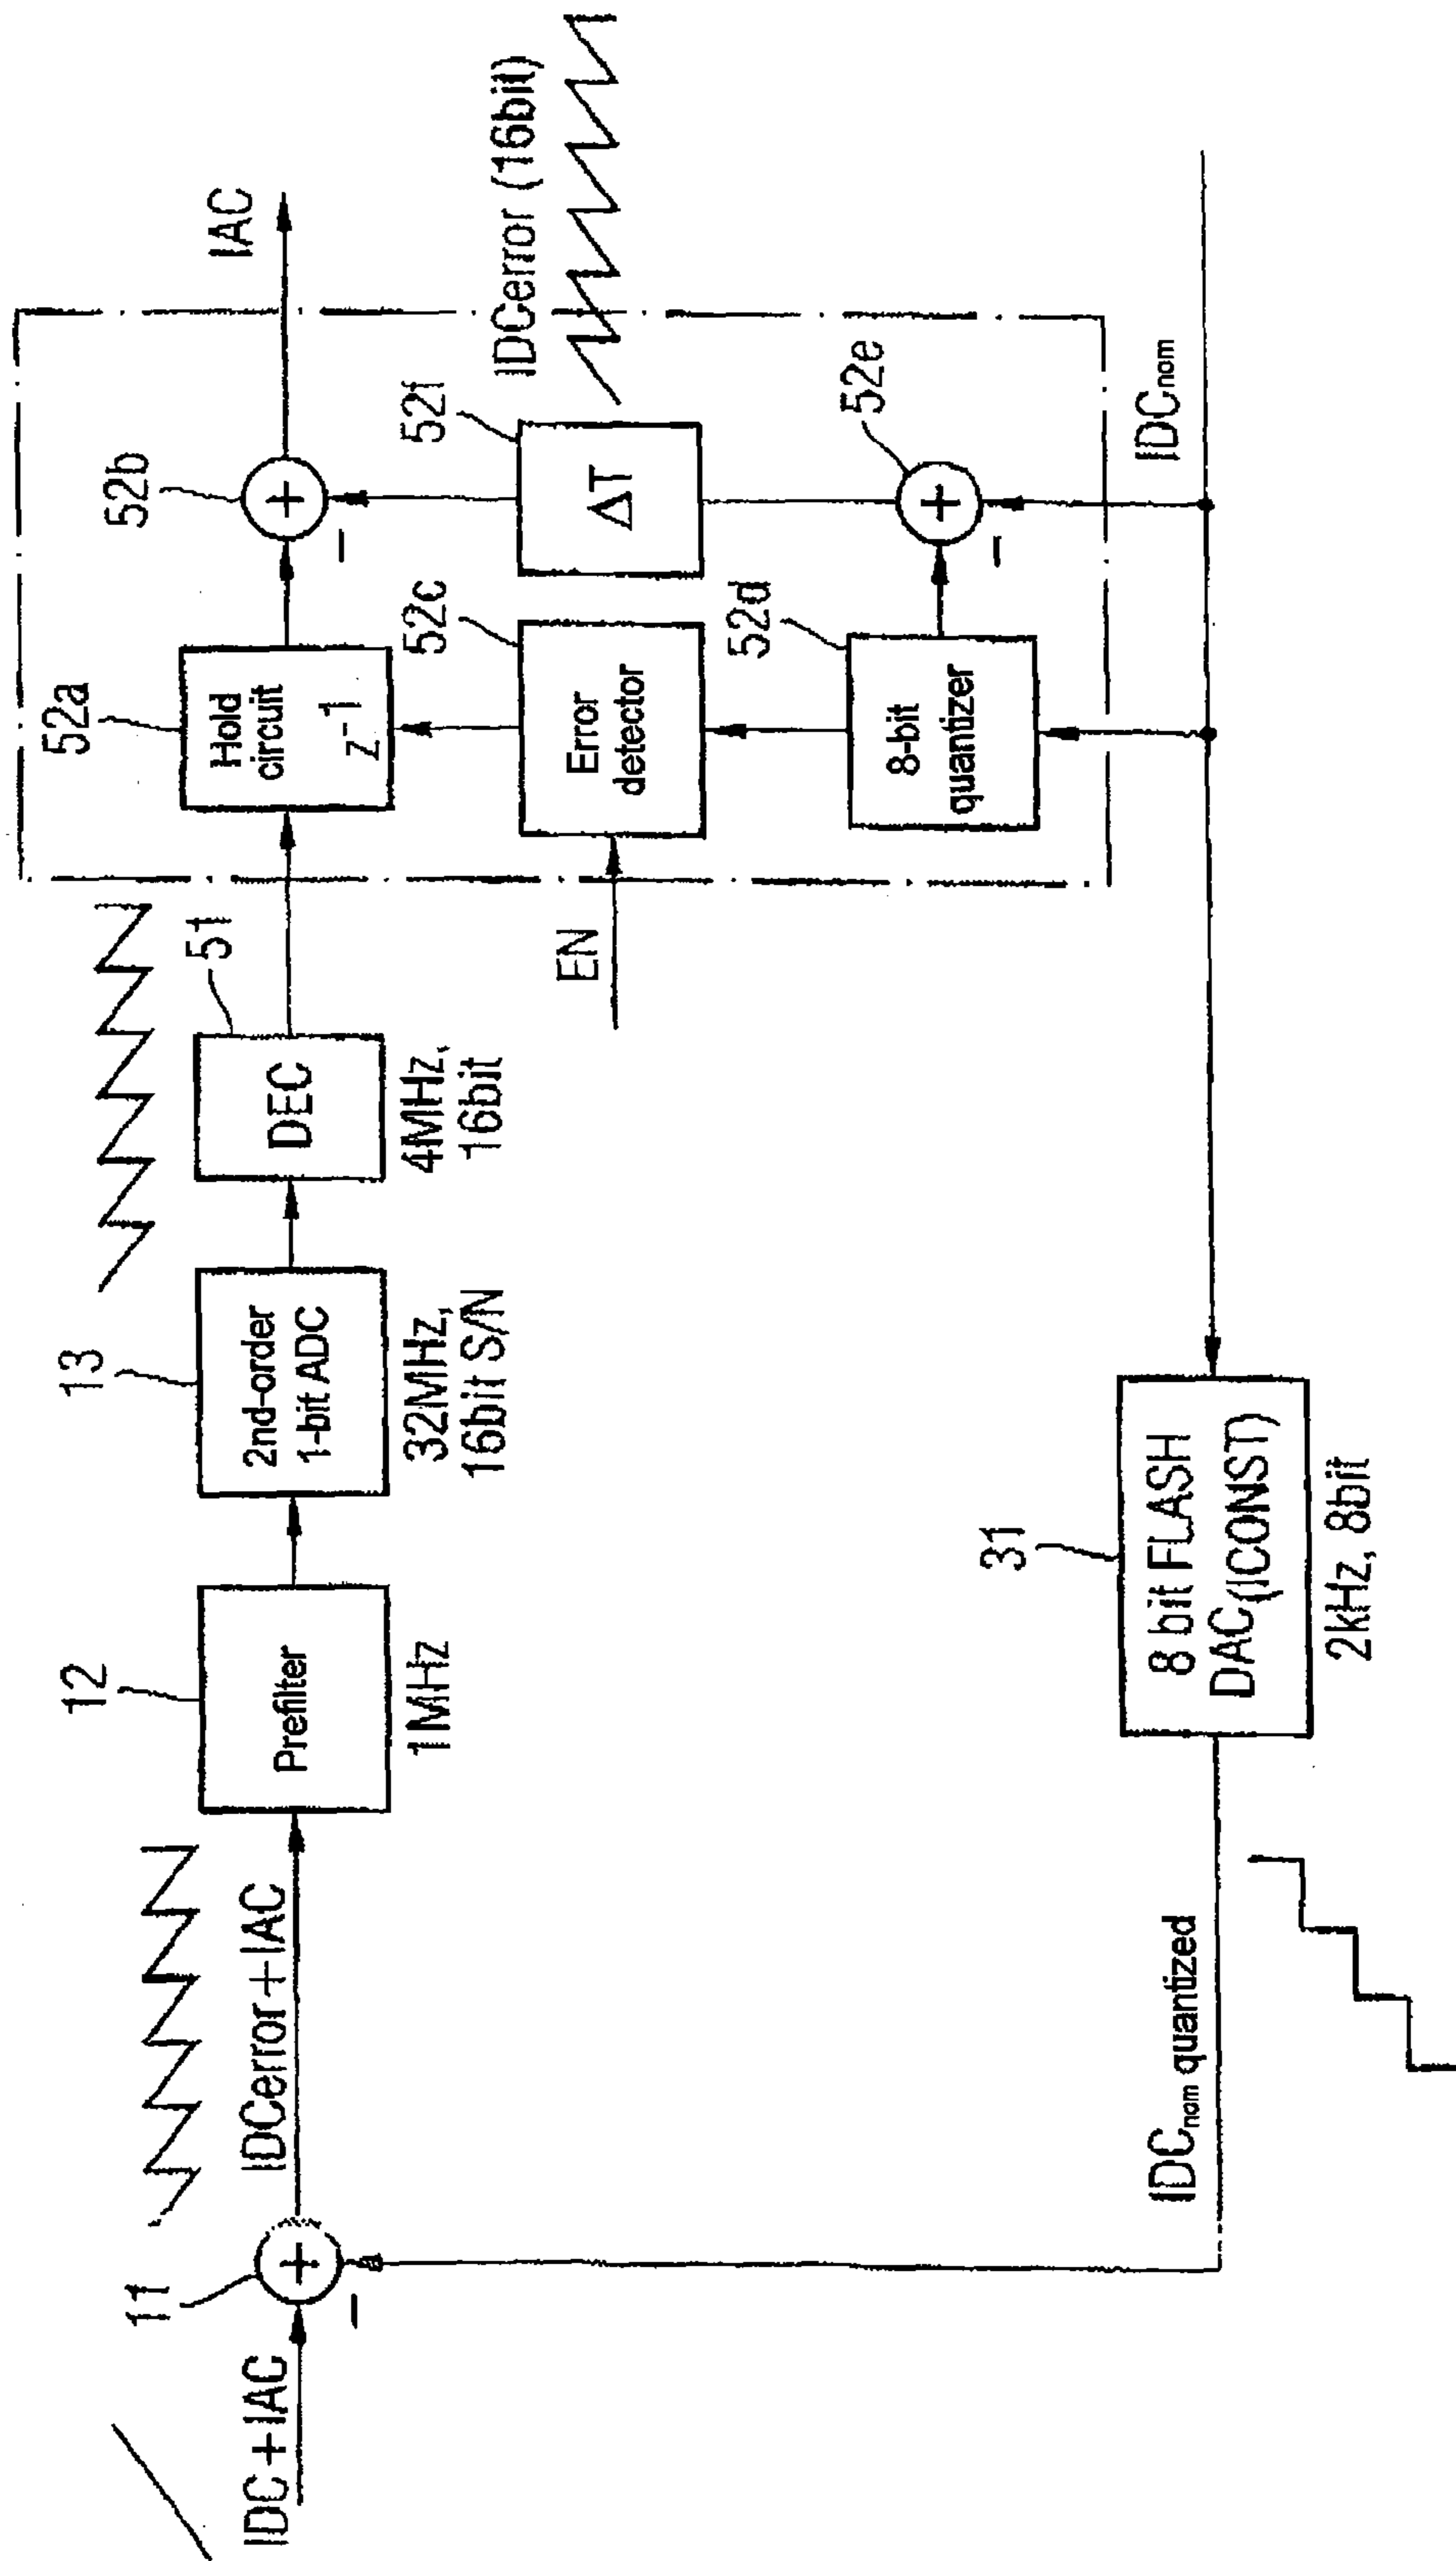 IDC+IAC
11
−
IDCerror+IAC
12
Prefilter
1MHz
13
2nd-order
1-bit ADC
32MHz,
16bit S/N
51
DEC
4MHz,
16bit
52a
Hold
circuit
z-1
52b
+
−
IAC
EN
52c
Error
detector
52f
ΔT
IDCerror (16bit)
52d
8-bit
quantizer
52e
+
−
IDCnom
31
8 bit FLASH
DAC(ICONST)
2kHz, 8bit
IDCnom quantized
+